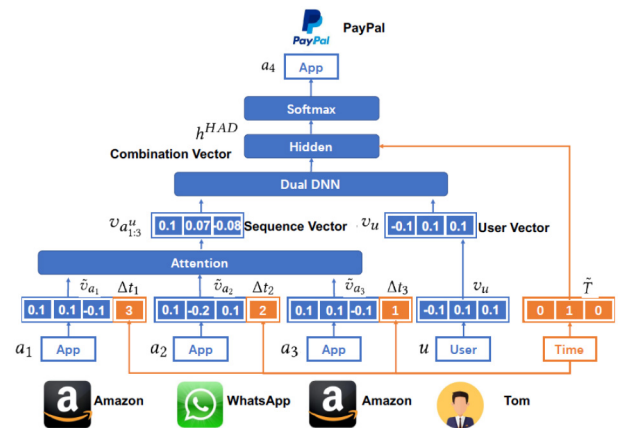 PayPal
PayPal
a₄ App
Softmax
h^{HAD}
Hidden
Combination Vector
Dual DNN
v_{a^u_{1:3}} 0.1 0.07 -0.08 Sequence Vector v_u -0.1 0.1 0.1 User Vector
Attention
ṽ_{a₁} Δt₁ ṽ_{a₂} Δt₂ ṽ_{a₃} Δt₃ v_u T̃
0.1 0.1 -0.1 3 0.1 -0.2 0.1 2 0.1 0.1 -0.1 1 -0.1 0.1 0.1 0 1 0
a₁ App a₂ App a₃ App u User Time
a Amazon WhatsApp a Amazon Tom